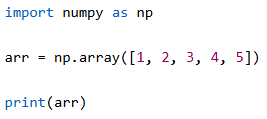 import numpy as np
arr = np.array([1, 2, 3, 4, 5])
print(arr)